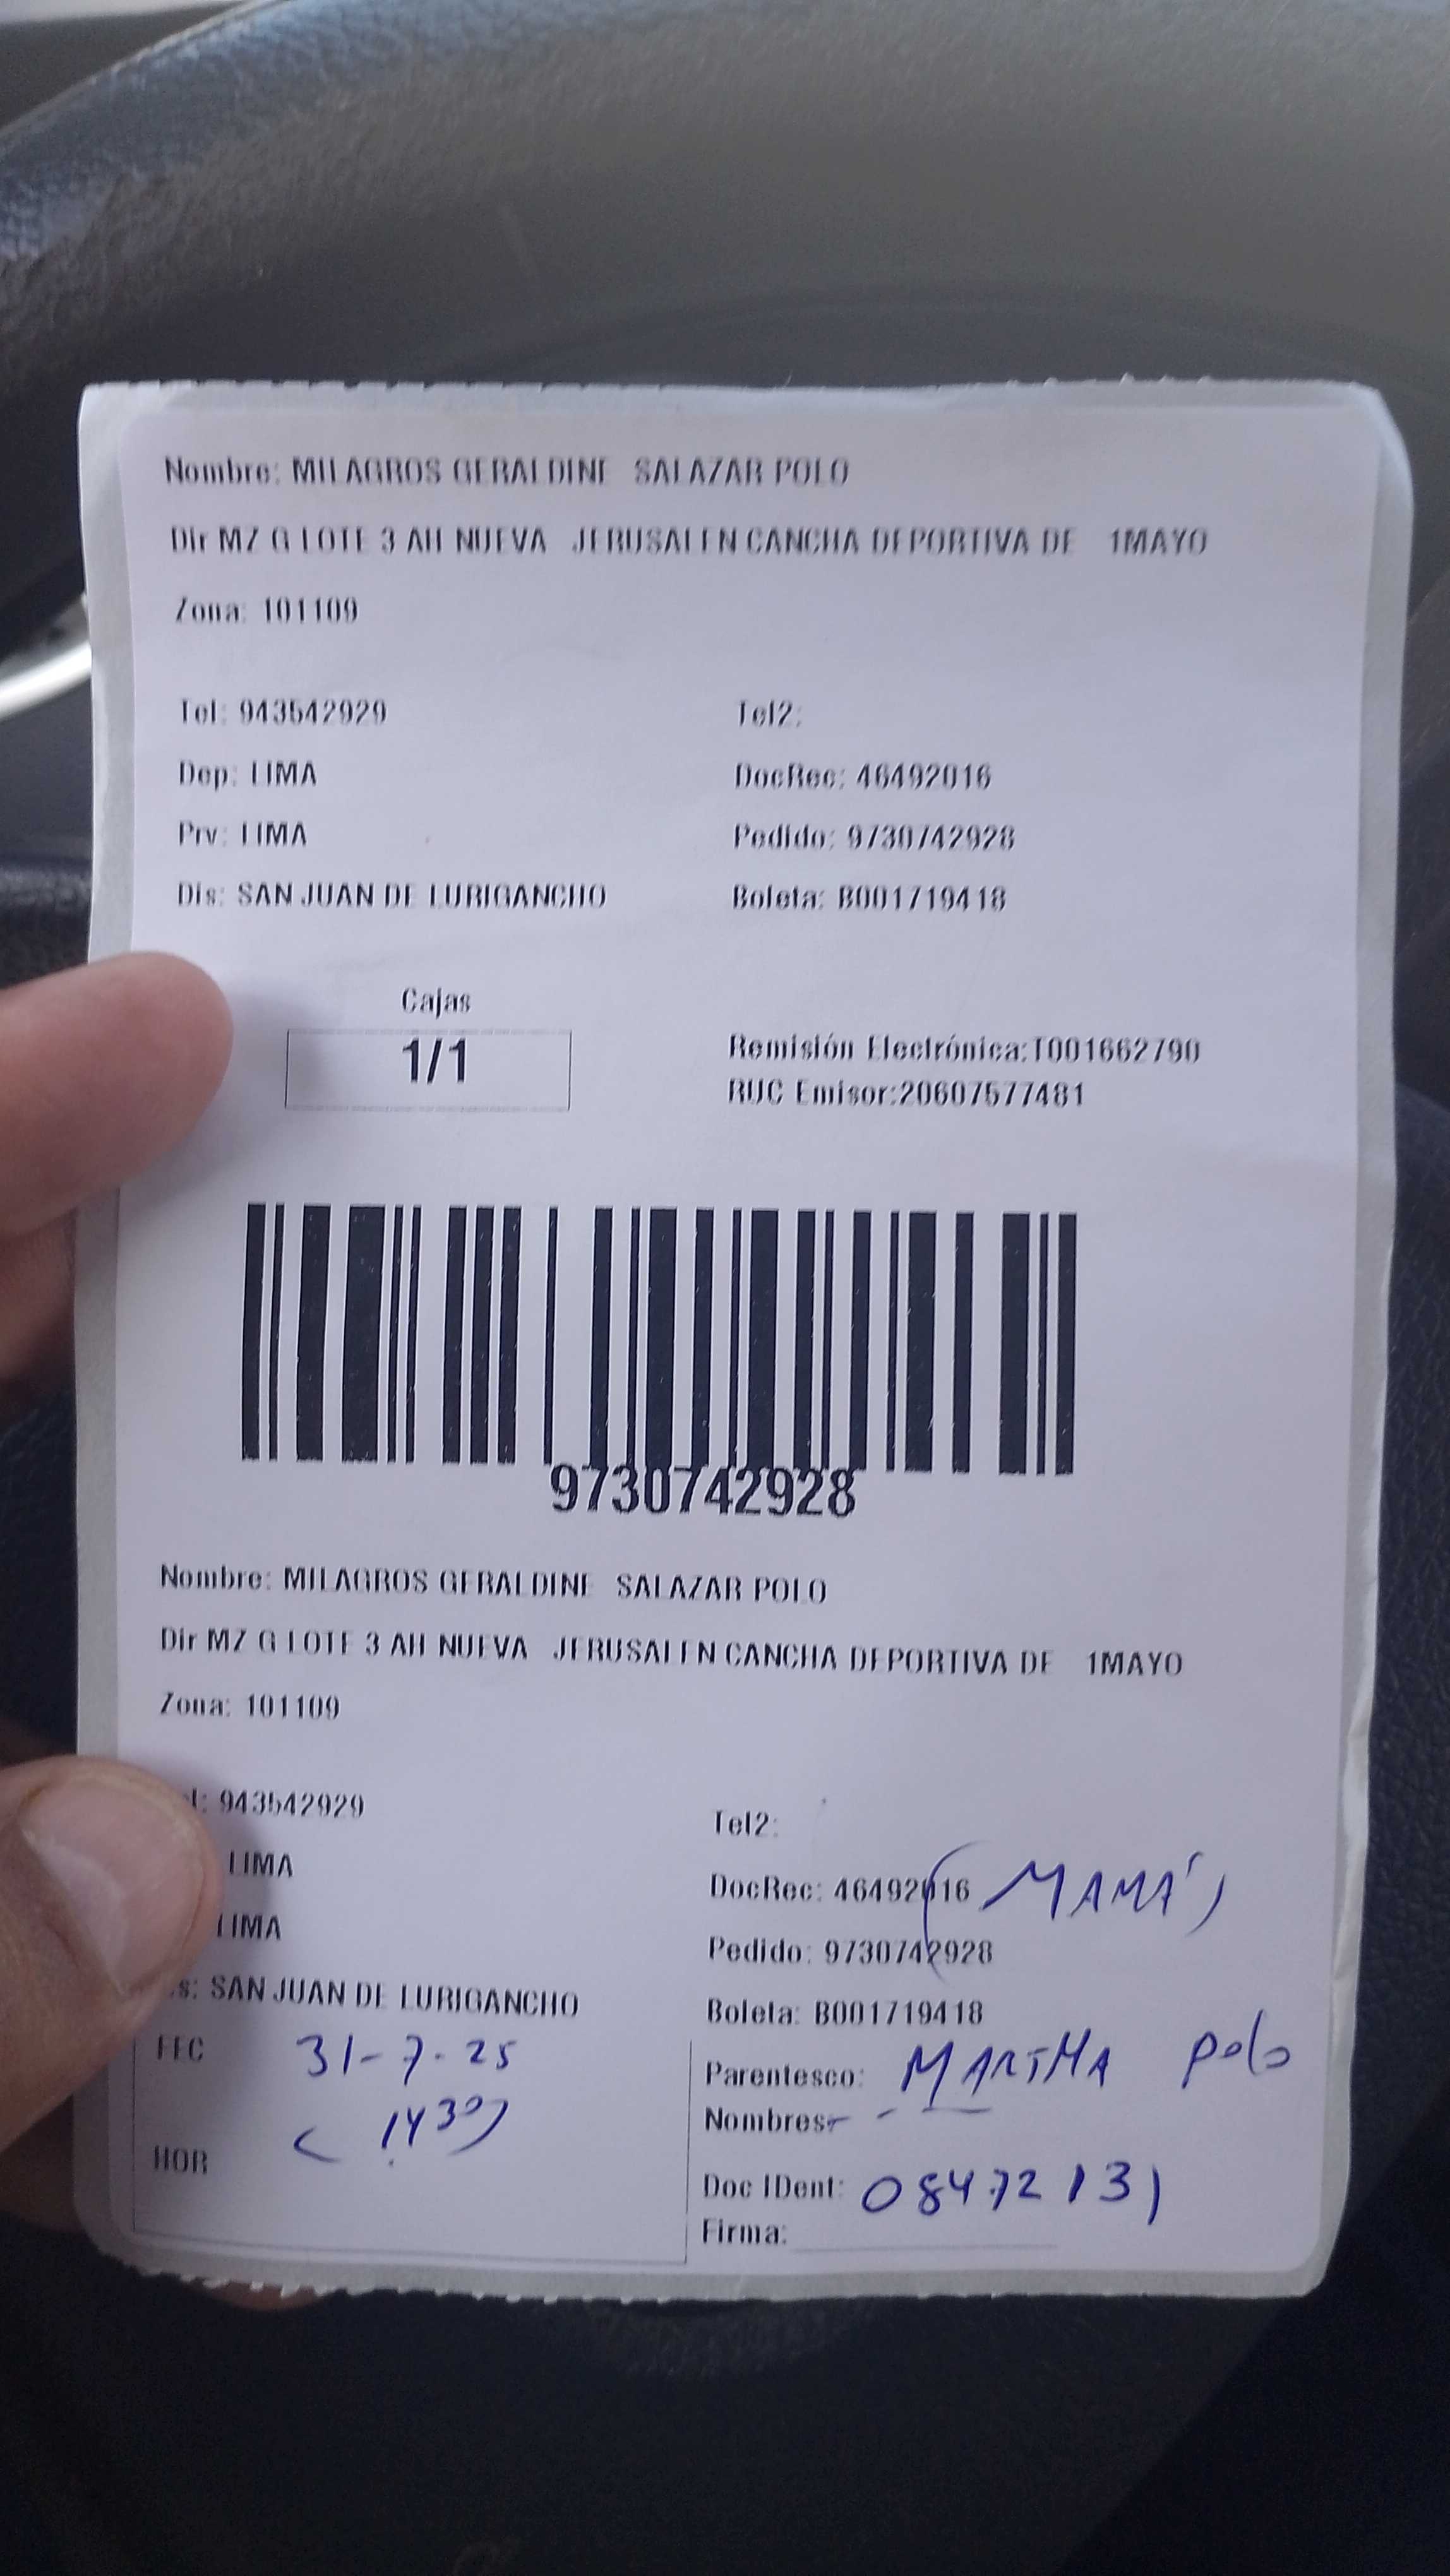 Nombre: MILAGROS GERALDINE SALAZAR POLO
Dir MZ G LOTE 3 AH NUEVA JERUSALEN CANCHA DEPORTIVA DE 1MAYO
Zona: 101109
Tel: 943542929 Tel2:
Dep: LIMA DocRec: 46492016
Prv: LIMA Pedido: 9730742928
Dis: SAN JUAN DE LURIGANCHO Boleta: B001719418
Cajas
1/1
Remisión Electrónica:T001662790
RUC Emisor:20607577481
9730742928
Nombre: MILAGROS GERALDINE SALAZAR POLO
Dir MZ G LOTE 3 AH NUEVA JERUSALEN CANCHA DEPORTIVA DE 1MAYO
Zona: 101109
l: 943542929 Tel2:
LIMA DocRec: 46492016 (MAMÁ)
LIMA Pedido: 9730742928
s: SAN JUAN DE LURIGANCHO Boleta: B001719418
FEC 31-7-25 Parentesco: MARTHA Polo
(1430) Nombres:
HOR Doc IDent: 08472131
Firma: